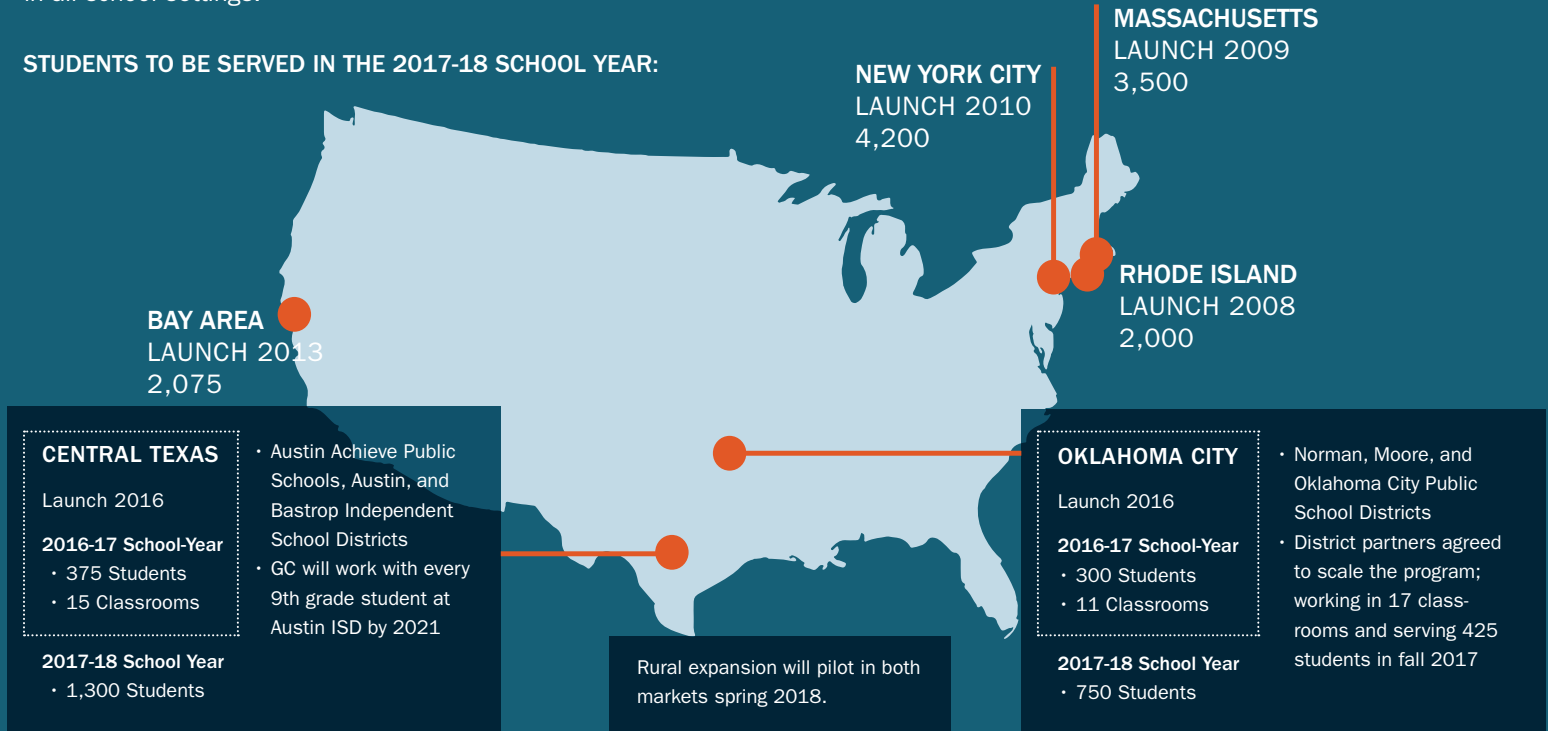 in all school settings.
STUDENTS TO BE SERVED IN THE 2017-18 SCHOOL YEAR:
MASSACHUSETTS
LAUNCH 2009
3,500
NEW YORK CITY
LAUNCH 2010
4,200
RHODE ISLAND
LAUNCH 2008
2,000
BAY AREA
LAUNCH 2013
2,075
CENTRAL TEXAS
Launch 2016
2016-17 School-Year
• 375 Students
• 15 Classrooms
2017-18 School Year
• 1,300 Students
• Austin Achieve Public
Schools, Austin, and
Bastrop Independent
School Districts
• GC will work with every
9th grade student at
Austin ISD by 2021
Rural expansion will pilot in both
markets spring 2018.
OKLAHOMA CITY
Launch 2016
2016-17 School-Year
• 300 Students
• 11 Classrooms
2017-18 School Year
• 750 Students
• Norman, Moore, and
Oklahoma City Public
School Districts
• District partners agreed
to scale the program;
working in 17 class-
rooms and serving 425
students in fall 2017